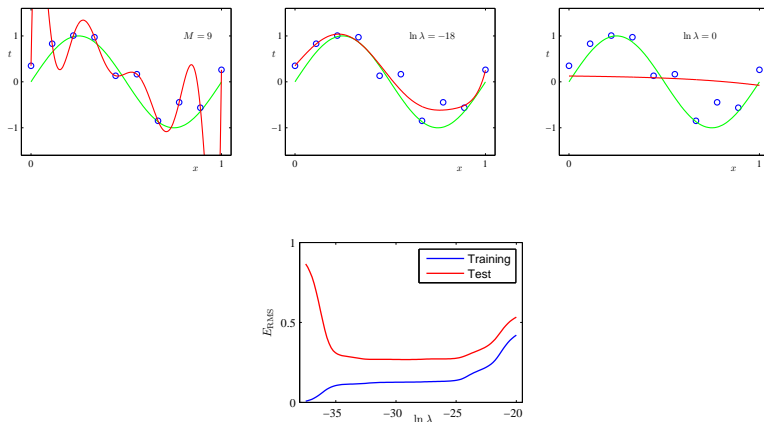 M = 9
t
1
0
−1
0
x
1
ln λ = −18
t
1
0
−1
0
x
1
ln λ = 0
t
1
0
−1
0
x
1
Training
Test
E_RMS
1
0.5
0
−35
−30
−25
−20
ln λ